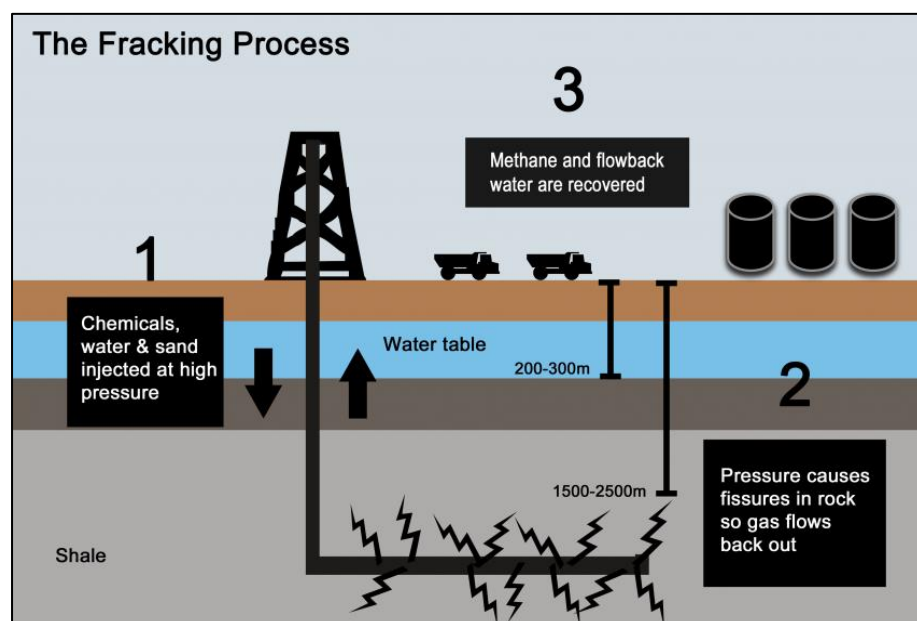 The Fracking Process
1
Chemicals,
water & sand
injected at high
pressure
3
Methane and flowback
water are recovered
Water table
200-300m
2
1500-2500m
Pressure causes
fissures in rock
so gas flows
back out
Shale